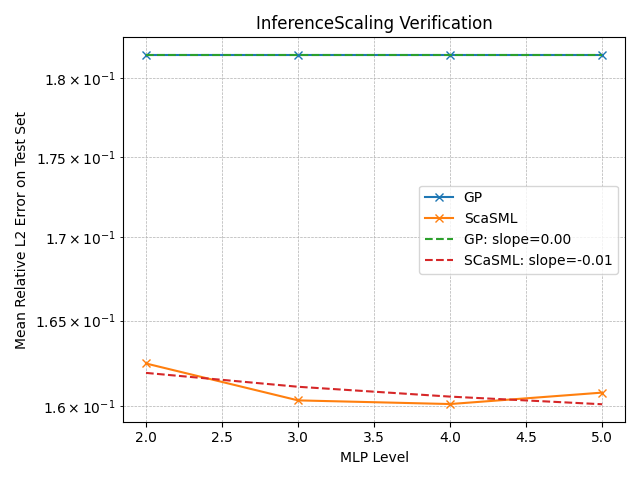 InferenceScaling Verification
Mean Relative L2 Error on Test Set
1.8 × 10⁻¹
1.75 × 10⁻¹
1.7 × 10⁻¹
1.65 × 10⁻¹
1.6 × 10⁻¹
GP
ScaSML
GP: slope=0.00
SCaSML: slope=-0.01
2.0 2.5 3.0 3.5 4.0 4.5 5.0
MLP Level